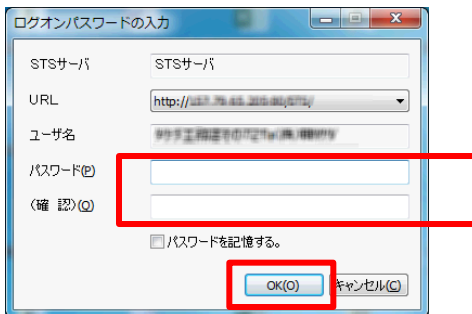 ログオンパスワードの入力
STSサーバ STSサーバ
URL http://
ユーザ名
パスワード(P)
(確 認)(O)
パスワードを記憶する。
OK(O) キャンセル(C)